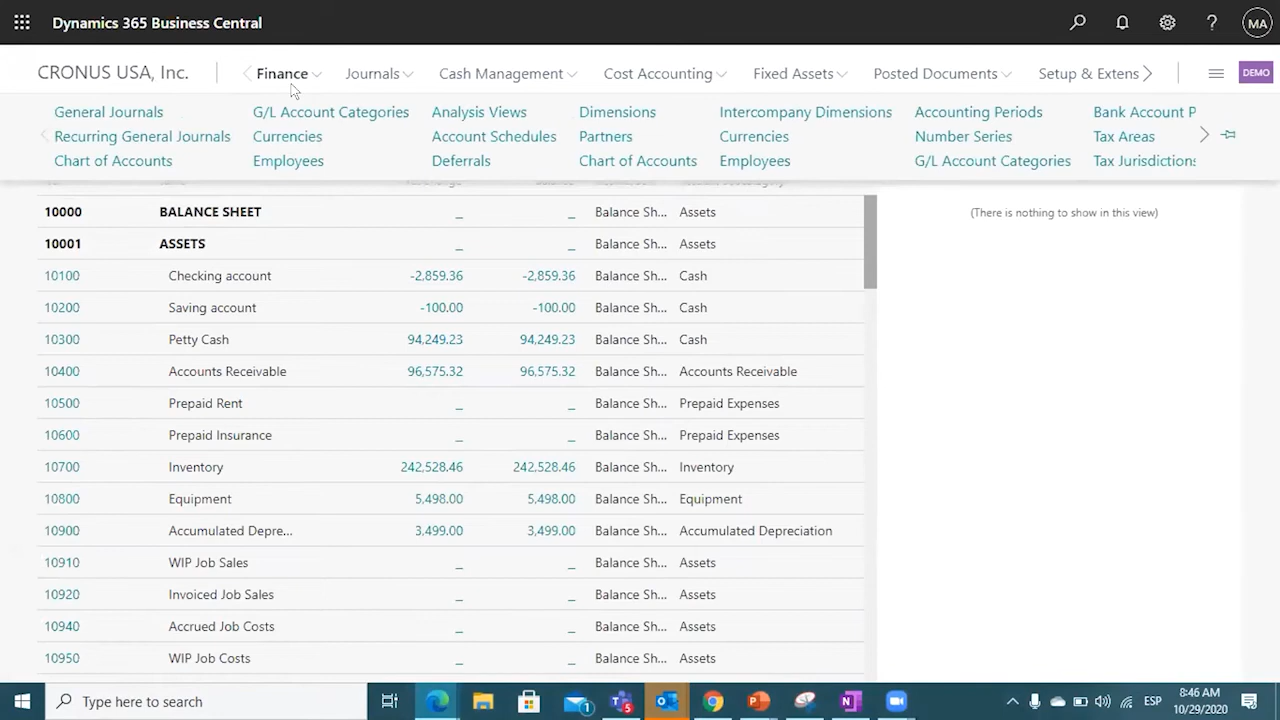 Dynamics 365 Business Central
MA
CRONUS USA, Inc. Finance Journals Cash Management Cost Accounting Fixed Assets Posted Documents Setup & Extens DEMO
General Journals G/L Account Categories Analysis Views Dimensions Intercompany Dimensions Accounting Periods Bank Account P
Recurring General Journals Currencies Account Schedules Partners Currencies Number Series Tax Areas
Chart of Accounts Employees Deferrals Chart of Accounts Employees G/L Account Categories Tax Jurisdictions
10000 BALANCE SHEET _ _ Balance Sh... Assets
(There is nothing to show in this view)
10001 ASSETS _ _ Balance Sh... Assets
10100 Checking account -2,859.36 -2,859.36 Balance Sh... Cash
10200 Saving account -100.00 -100.00 Balance Sh... Cash
10300 Petty Cash 94,249.23 94,249.23 Balance Sh... Cash
10400 Accounts Receivable 96,575.32 96,575.32 Balance Sh... Accounts Receivable
10500 Prepaid Rent _ _ Balance Sh... Prepaid Expenses
10600 Prepaid Insurance _ _ Balance Sh... Prepaid Expenses
10700 Inventory 242,528.46 242,528.46 Balance Sh... Inventory
10800 Equipment 5,498.00 5,498.00 Balance Sh... Equipment
10900 Accumulated Depre... 3,499.00 3,499.00 Balance Sh... Accumulated Depreciation
10910 WIP Job Sales _ _ Balance Sh... Assets
10920 Invoiced Job Sales _ _ Balance Sh... Assets
10940 Accrued Job Costs _ _ Balance Sh... Assets
10950 WIP Job Costs _ _ Balance Sh... Assets
Type here to search
1
5
ESP
8:46 AM
10/29/2020